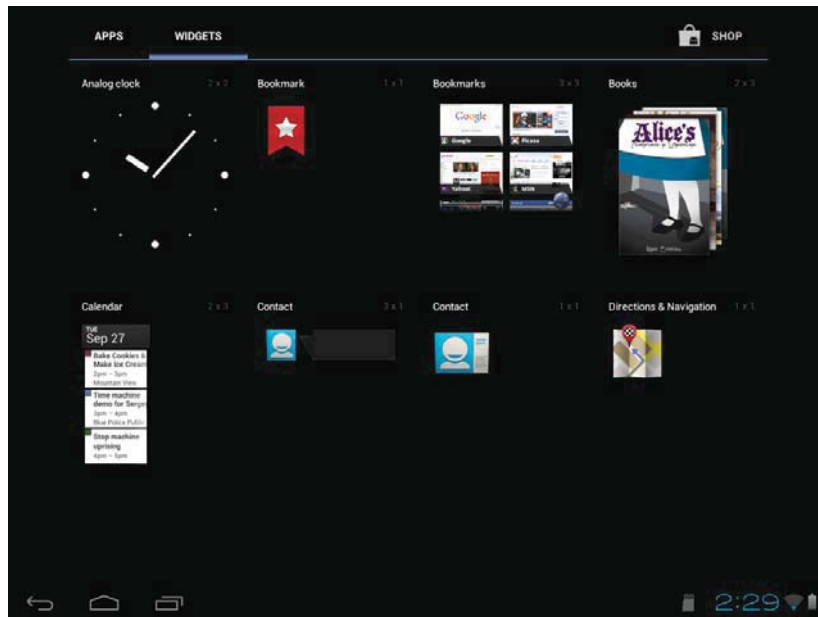 APPS WIDGETS SHOP
Analog clock 2 x 2 Bookmark 1 x 1 Bookmarks 3 x 3 Books 2 x 3
Google
Google Picasa
Yahoo! MSN
Alice's
Calendar 2 x 3 Contact 3 x 1 Contact 1 x 1 Directions & Navigation 1 x 1
TUE
Sep 27
Bake Cookies &
Make Ice Cream
2pm – 3pm
Mountain View
Time machine
demo for Serge
3pm – 4pm
Blue Police Public
Stop machine
uprising
4pm – 5pm
2:29